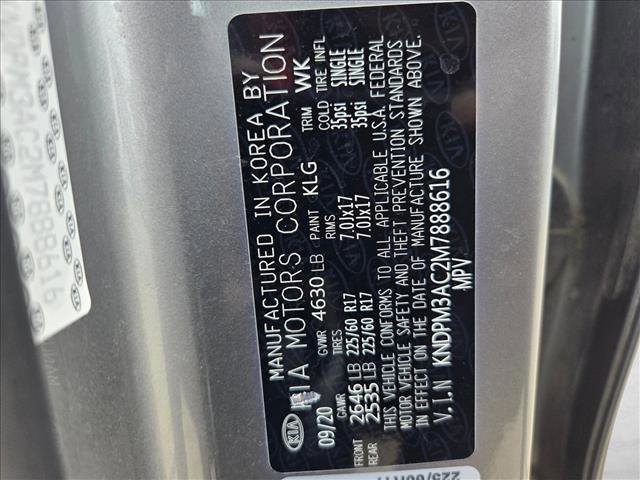 KIA
MANUFACTURED IN KOREA BY
KIA MOTORS CORPORATION
09/20 GVWR 4630 LB PAINT KLG TRIM WK
GAWR TIRES RIMS COLD TIRE INFL
FRONT 2646 LB 225/60 R17 7.0Jx17 35psi SINGLE
REAR 2535 LB 225/60 R17 7.0Jx17 35psi SINGLE
THIS VEHICLE CONFORMS TO ALL APPLICABLE U.S.A. FEDERAL
MOTOR VEHICLE SAFETY AND THEFT PREVENTION STANDARDS
IN EFFECT ON THE DATE OF MANUFACTURE SHOWN ABOVE.
V.I.N KNDPM3AC2M7888616
MPV